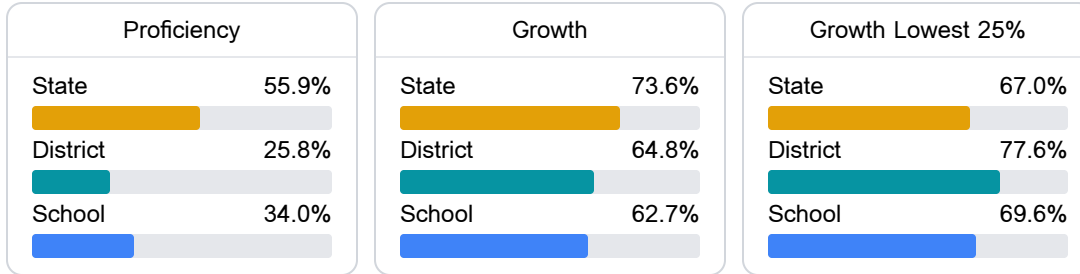 Proficiency
State 55.9%
District 25.8%
School 34.0%
Growth
State 73.6%
District 64.8%
School 62.7%
Growth Lowest 25%
State 67.0%
District 77.6%
School 69.6%